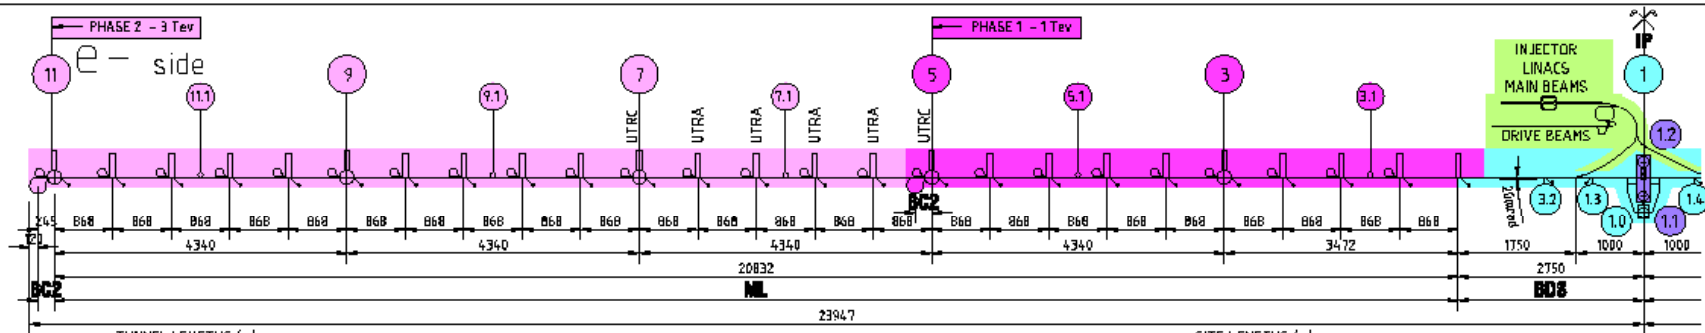 PHASE 2 - 3 Tev
PHASE 1 - 1 Tev
IP
e- side
INJECTOR
LINACS
MAIN BEAMS
DRIVE BEAMS
11
9
7
5
3
1
11.1
9.1
7.1
5.1
3.1
1.2
UTRC
UTRA
UTRA
UTRA
UTRA
UTRC
3.2
1.3
1.0
1.1
1.4
20mrad
BC2
245
868 868 868 868 868 868 868 868 868 868 868 868 868 868 868 868 868 868 868 868 868 868 868 868
120
4340 4340 4340 4340 3472 1750 1000 1000
20832 2750
BC2 ML BDS
23947